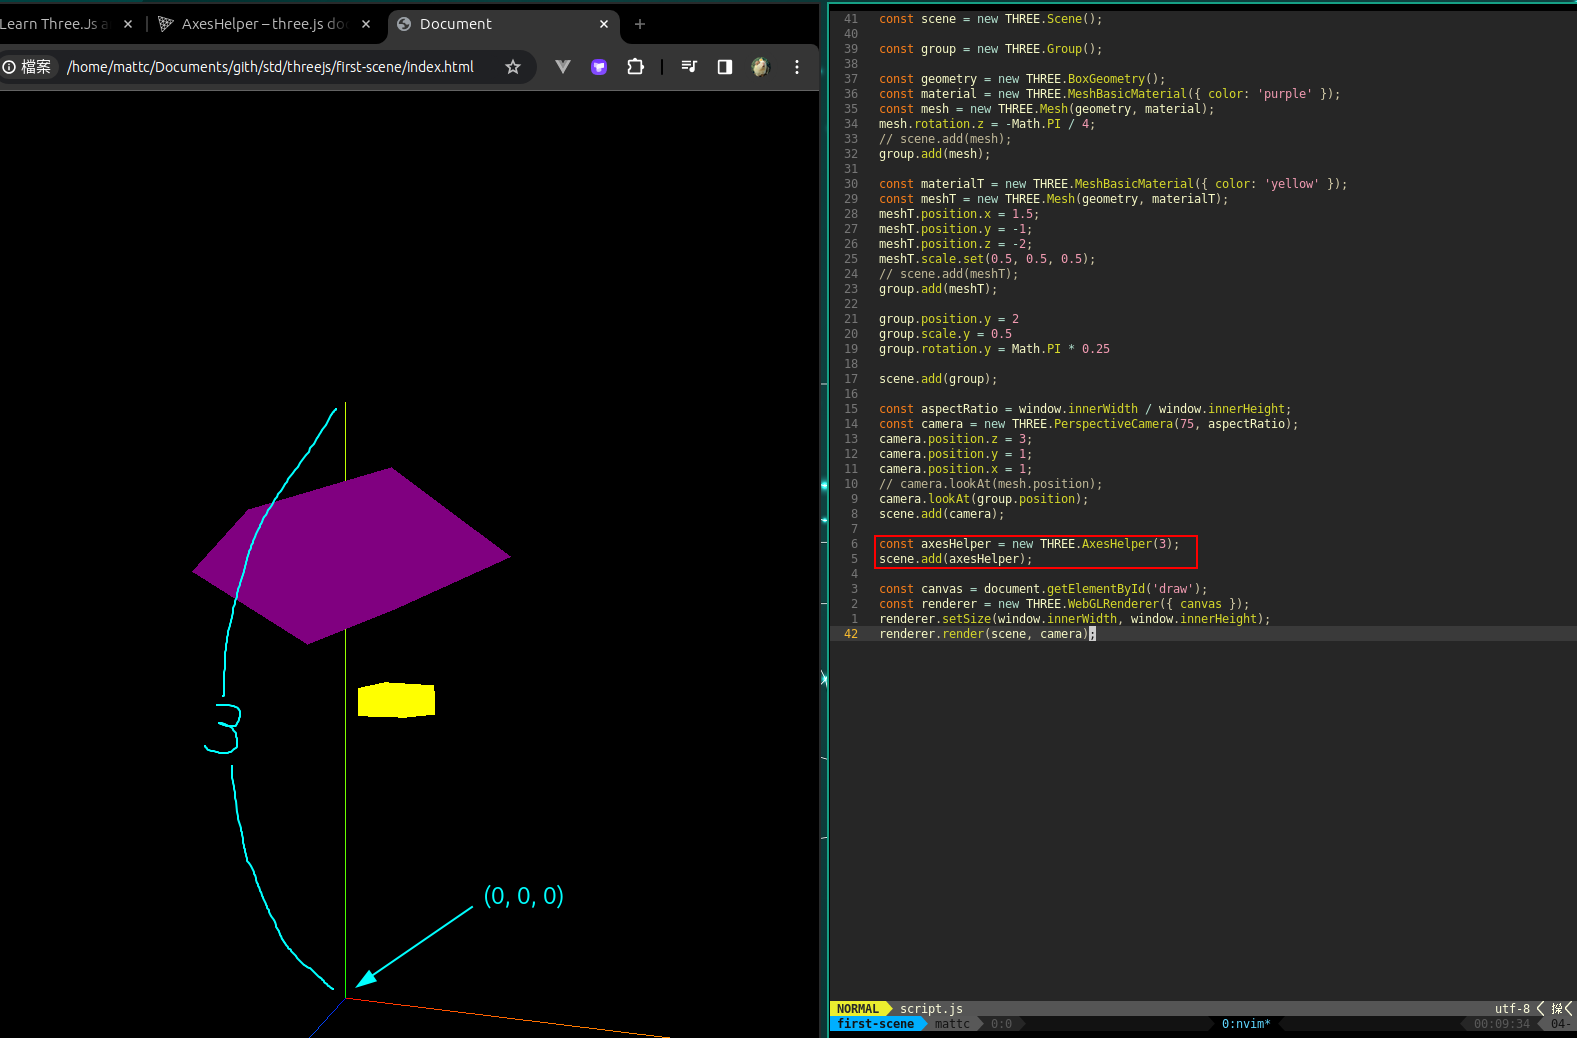 Learn Three.Js a
AxesHelper – three.js do
Document
檔案
/home/mattc/Documents/gith/std/threejs/first-scene/index.html
3
(0, 0, 0)
41 const scene = new THREE.Scene();
40
39 const group = new THREE.Group();
38
37 const geometry = new THREE.BoxGeometry();
36 const material = new THREE.MeshBasicMaterial({ color: 'purple' });
35 const mesh = new THREE.Mesh(geometry, material);
34 mesh.rotation.z = -Math.PI / 4;
33 // scene.add(mesh);
32 group.add(mesh);
31
30 const materialT = new THREE.MeshBasicMaterial({ color: 'yellow' });
29 const meshT = new THREE.Mesh(geometry, materialT);
28 meshT.position.x = 1.5;
27 meshT.position.y = -1;
26 meshT.position.z = -2;
25 meshT.scale.set(0.5, 0.5, 0.5);
24 // scene.add(meshT);
23 group.add(meshT);
22
21 group.position.y = 2
20 group.scale.y = 0.5
19 group.rotation.y = Math.PI * 0.25
18
17 scene.add(group);
16
15 const aspectRatio = window.innerWidth / window.innerHeight;
14 const camera = new THREE.PerspectiveCamera(75, aspectRatio);
13 camera.position.z = 3;
12 camera.position.y = 1;
11 camera.position.x = 1;
10 // camera.lookAt(mesh.position);
9 camera.lookAt(group.position);
8 scene.add(camera);
7
6 const axesHelper = new THREE.AxesHelper(3);
5 scene.add(axesHelper);
4
3 const canvas = document.getElementById('draw');
2 const renderer = new THREE.WebGLRenderer({ canvas });
1 renderer.setSize(window.innerWidth, window.innerHeight);
42 renderer.render(scene, camera);
NORMAL script.js utf-8
first-scene mattc 0:0 0:nvim* 00:09:34 04-